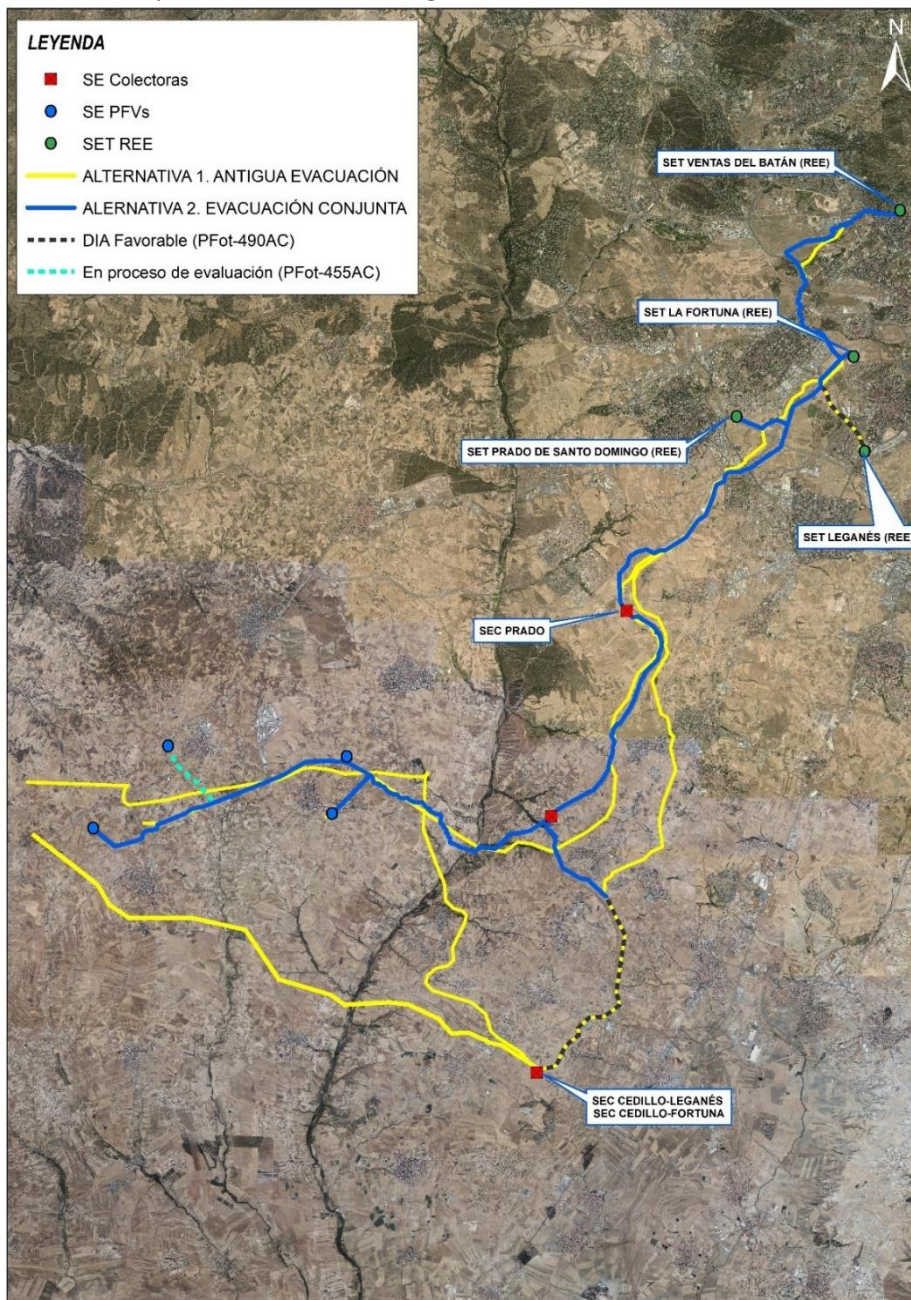 LEYENDA
SE Colectoras
SE PFVs
SET REE
ALTERNATIVA 1. ANTIGUA EVACUACIÓN
ALERNATIVA 2. EVACUACIÓN CONJUNTA
DIA Favorable (PFot-490AC)
En proceso de evaluación (PFot-455AC)
N
SET VENTAS DEL BATÁN (REE)
SET LA FORTUNA (REE)
SET PRADO DE SANTO DOMINGO (REE)
SET LEGANÉS (REE)
SEC PRADO
SEC CEDILLO-LEGANÉS
SEC CEDILLO-FORTUNA